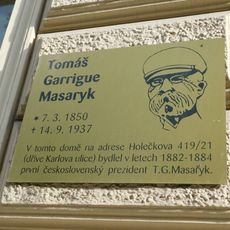 Tomáš
Garrigue
Masaryk
* 7. 3. 1850
+ 14. 9. 1937
V tomto domě na adrese Holečkova 419/21
(dříve Karlova ulice) bydlel v letech 1882-1884
první československý prezident T.G.Masaryk.